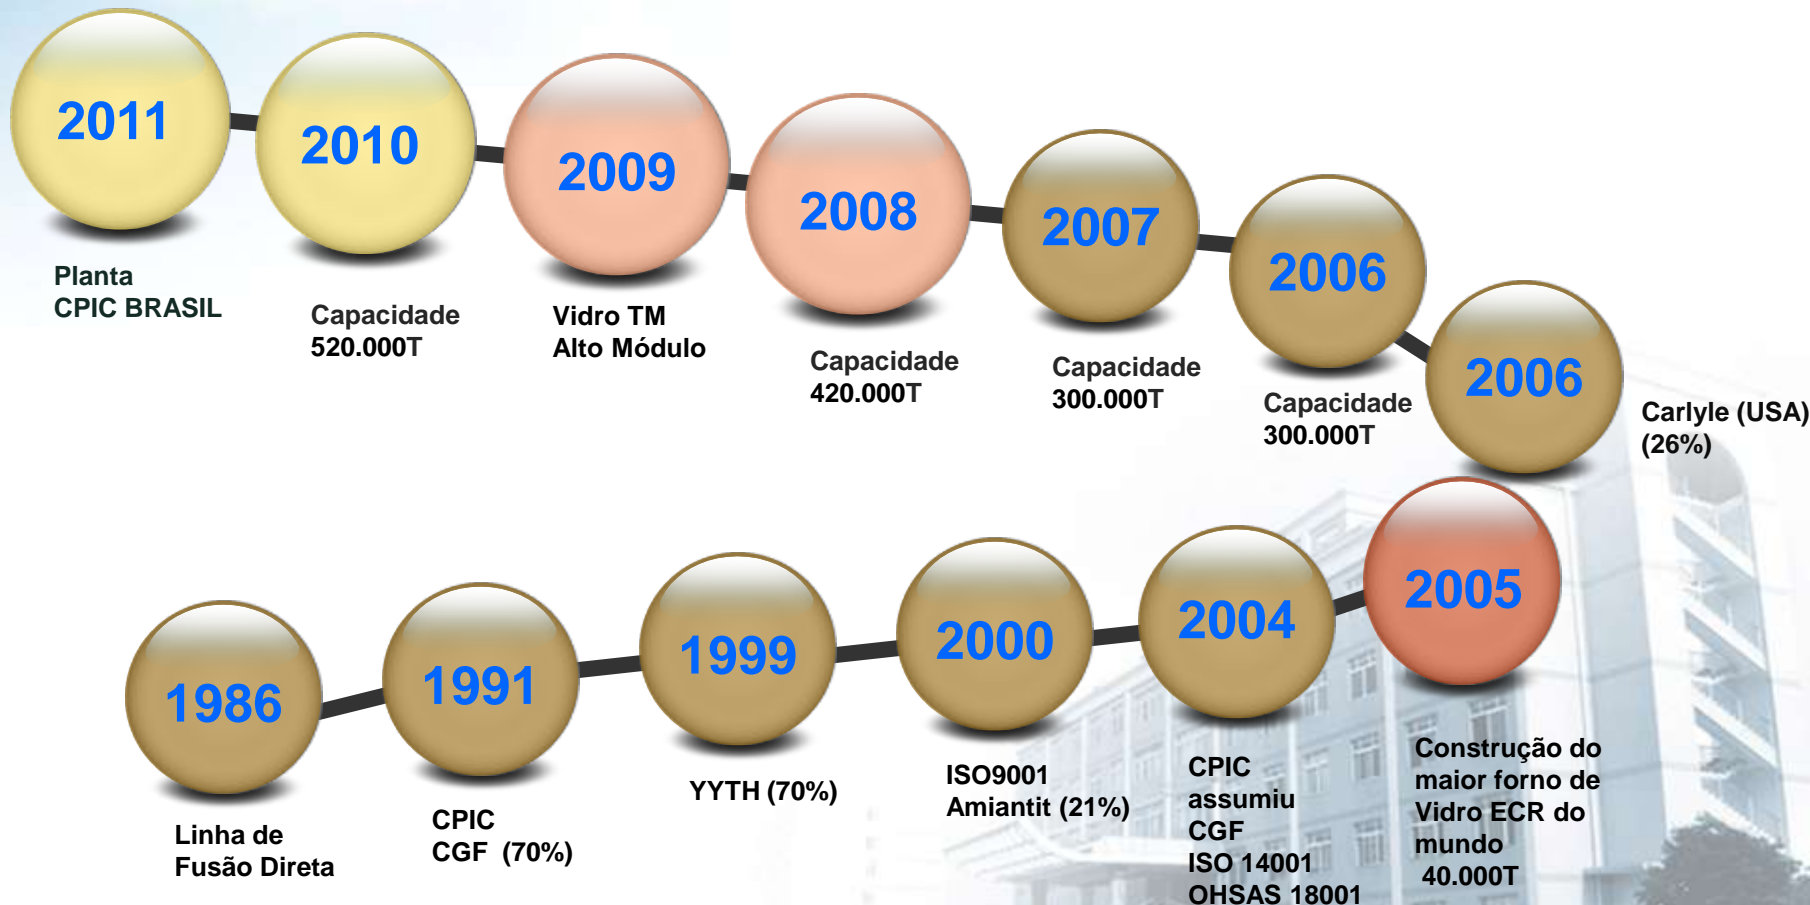 2011
Planta
CPIC BRASIL
2010
Capacidade
520.000T
2009
Vidro TM
Alto Módulo
2008
Capacidade
420.000T
2007
Capacidade
300.000T
2006
Capacidade
300.000T
2006
Carlyle (USA)
(26%)
1986
Linha de
Fusão Direta
1991
CPIC
CGF (70%)
1999
YYTH (70%)
2000
ISO9001
Amiantit (21%)
2004
CPIC
assumiu
CGF
ISO 14001
OHSAS 18001
2005
Construção do
maior forno de
Vidro ECR do
mundo
40.000T